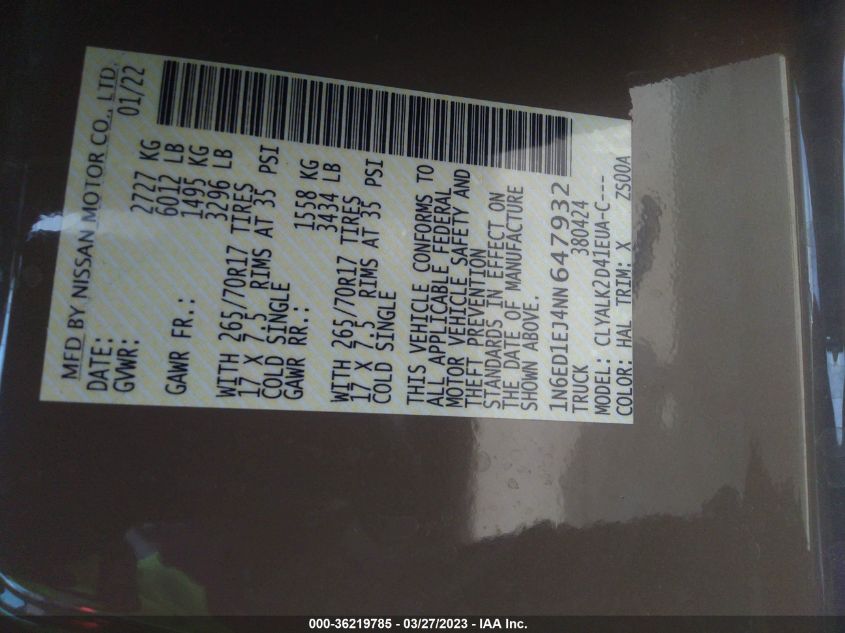 MFD BY NISSAN MOTOR CO., LTD.
DATE: 01/22
GVWR: 2727 KG
6012 LB
GAWR FR.: 1495 KG
3296 LB
WITH 265/70R17 TIRES
17 X 7.5 RIMS AT 35 PSI
COLD SINGLE
GAWR RR.: 1558 KG
3434 LB
WITH 265/70R17 TIRES
17 X 7.5 RIMS AT 35 PSI
COLD SINGLE
THIS VEHICLE CONFORMS TO
ALL APPLICABLE FEDERAL
MOTOR VEHICLE SAFETY AND
THEFT PREVENTION
STANDARDS IN EFFECT ON
THE DATE OF MANUFACTURE
SHOWN ABOVE.
1N6ED1EJ4NN647932
TRUCK 380424
MODEL: CLYALK2D41EUA-C---
COLOR: HAL TRIM: X ZS00A
000-36219785 - 03/27/2023 - IAA Inc.